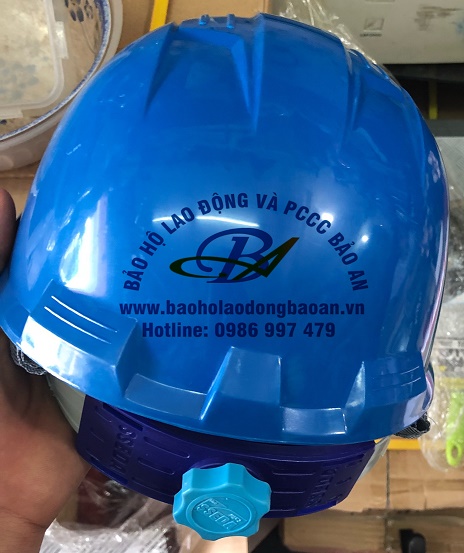 BẢO HỘ LAO ĐỘNG VÀ PCCC BẢO AN
BA
www.baoholaodongbaoan.vn
Hotline: 0986 997 479